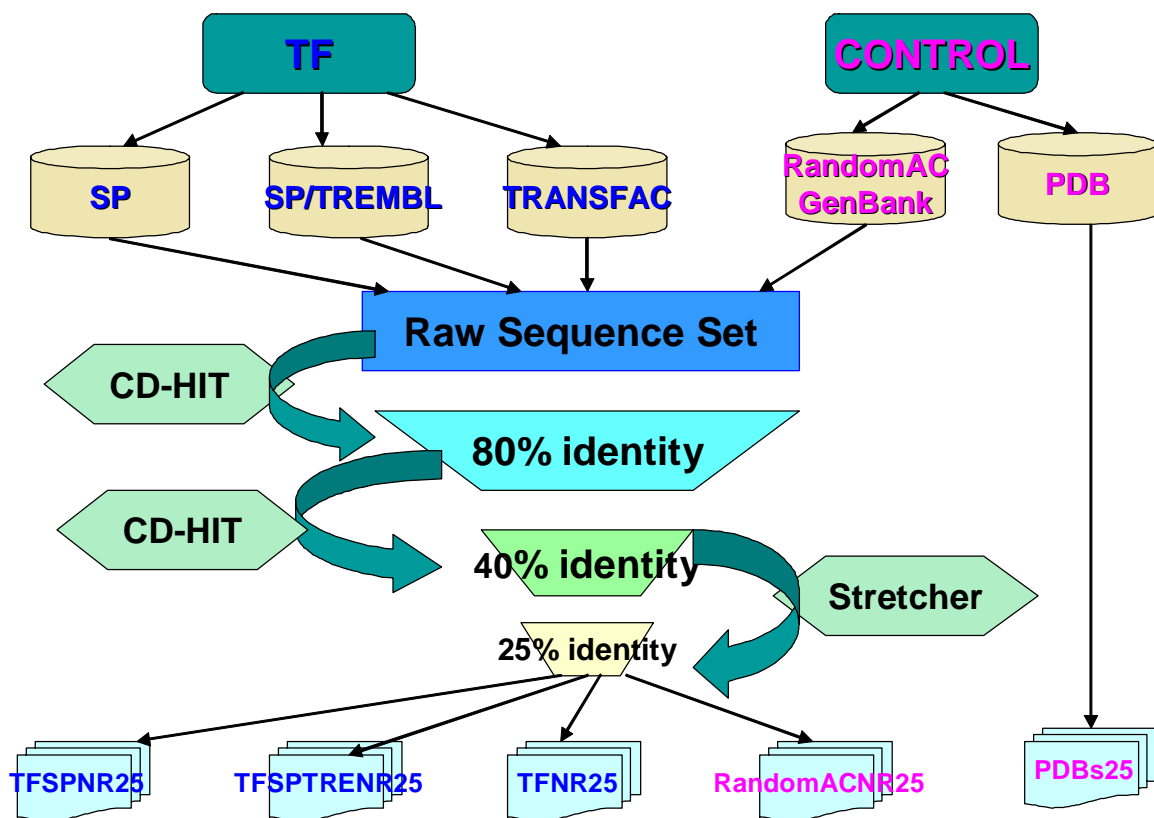 TF
CONTROL
SP
SP/TREMBL
TRANSFAC
RandomAC
GenBank
PDB
Raw Sequence Set
CD-HIT
80% identity
CD-HIT
40% identity
Stretcher
25% identity
TFSPNR25
TFSPTRENR25
TFNR25
RandomACNR25
PDBs25